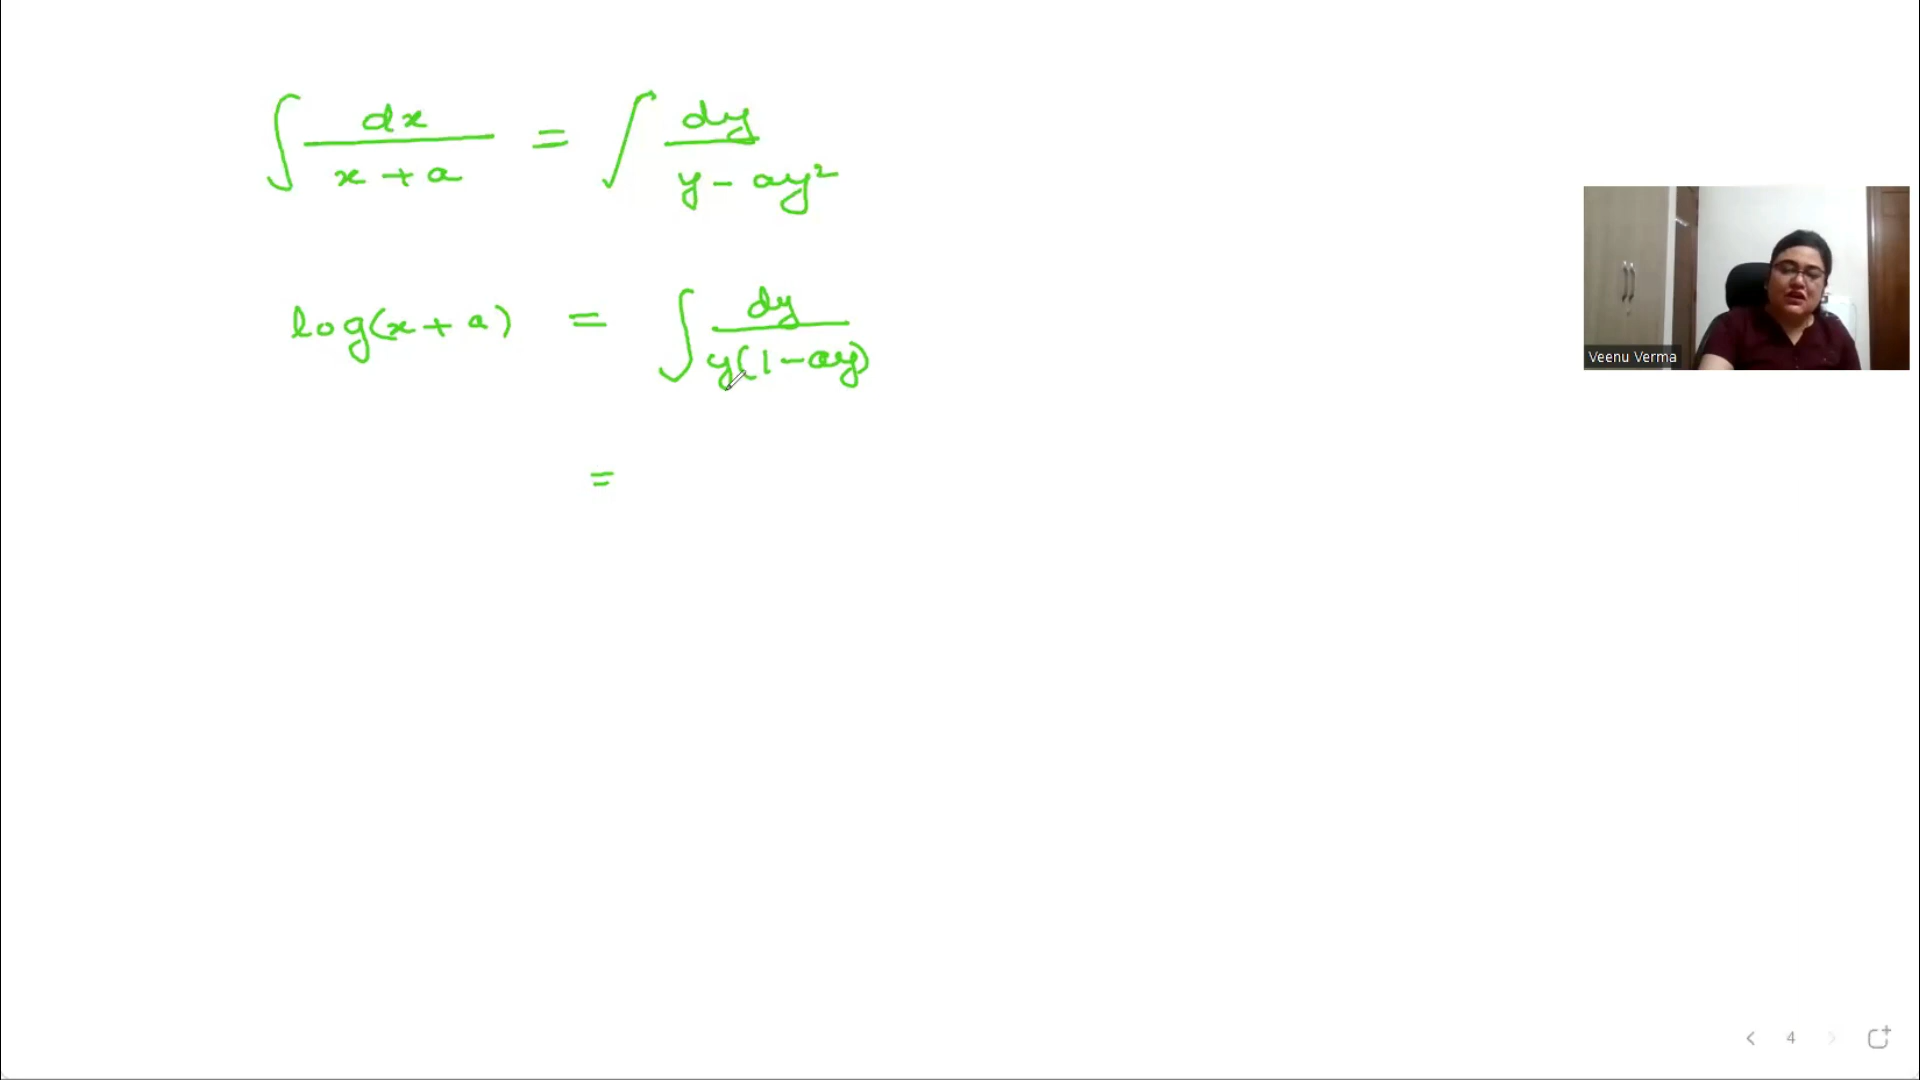 ∫ dx/(x + a) = ∫ dy/(y - ay²)
log(x + a) = ∫ dy/(y(1 - ay))
=
Veenu Verma
< 4 >